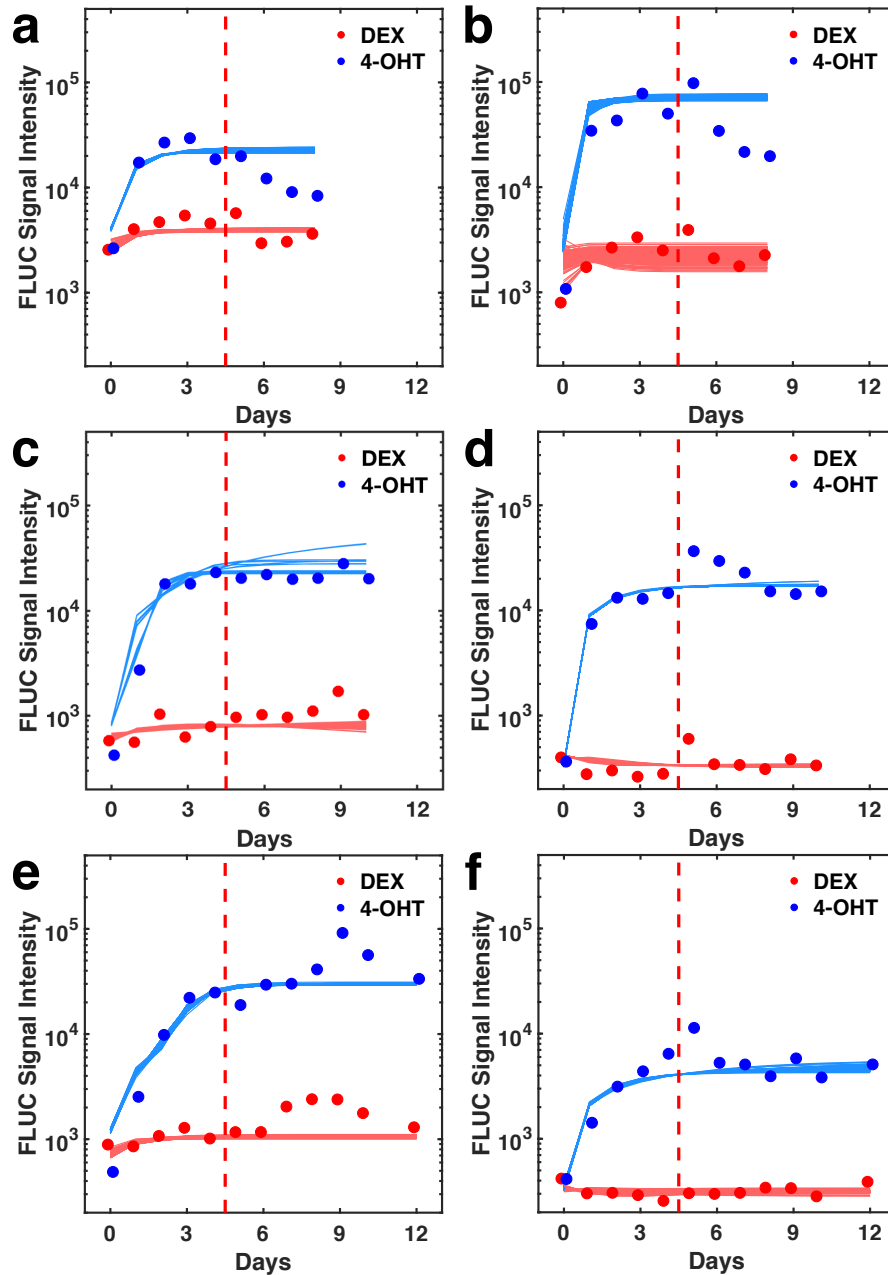 a
DEX
4-OHT
FLUC Signal Intensity
10^5
10^4
10^3
0 3 6 9 12
Days
b
DEX
4-OHT
FLUC Signal Intensity
10^5
10^4
10^3
0 3 6 9 12
Days
c
DEX
4-OHT
FLUC Signal Intensity
10^5
10^4
10^3
0 3 6 9 12
Days
d
DEX
4-OHT
FLUC Signal Intensity
10^5
10^4
10^3
0 3 6 9 12
Days
e
DEX
4-OHT
FLUC Signal Intensity
10^5
10^4
10^3
0 3 6 9 12
Days
f
DEX
4-OHT
FLUC Signal Intensity
10^5
10^4
10^3
0 3 6 9 12
Days